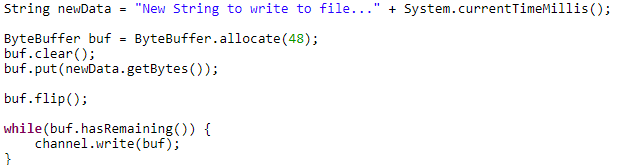 String newData = "New String to write to file..." + System.currentTimeMillis();
ByteBuffer buf = ByteBuffer.allocate(48);
buf.clear();
buf.put(newData.getBytes());
buf.flip();
while(buf.hasRemaining()) {
    channel.write(buf);
}